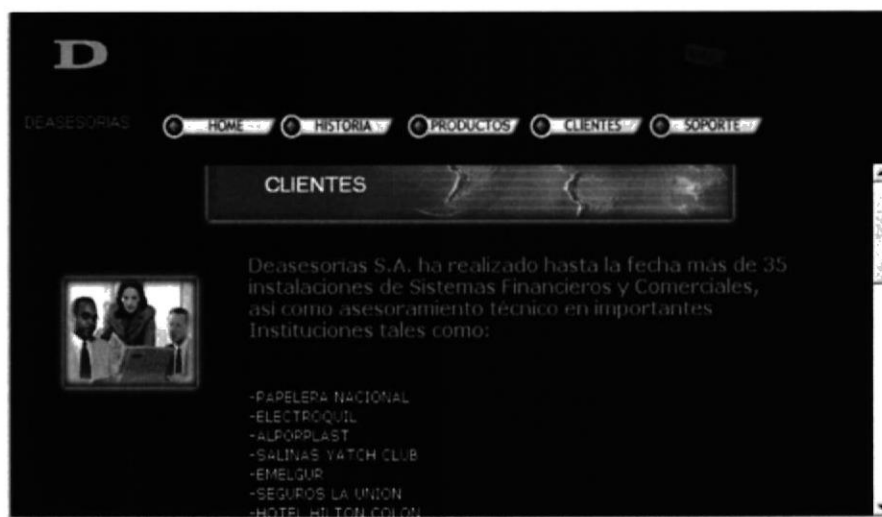 D
DEASESORIAS
HOME HISTORIA PRODUCTOS CLIENTES SOPORTE
CLIENTES
Deasesorias S.A. ha realizado hasta la fecha más de 35
instalaciones de Sistemas Financieros y Comerciales,
asi como asesoramiento técnico en importantes
Instituciones tales como:
-PAPELERA NACIONAL
-ELECTROQUIL
-ALPOPPLAST
-SALINAS YATCH CLUB
-EMELGUR
-SEGUROS LA UNION
-HOTEL HILTON COLON